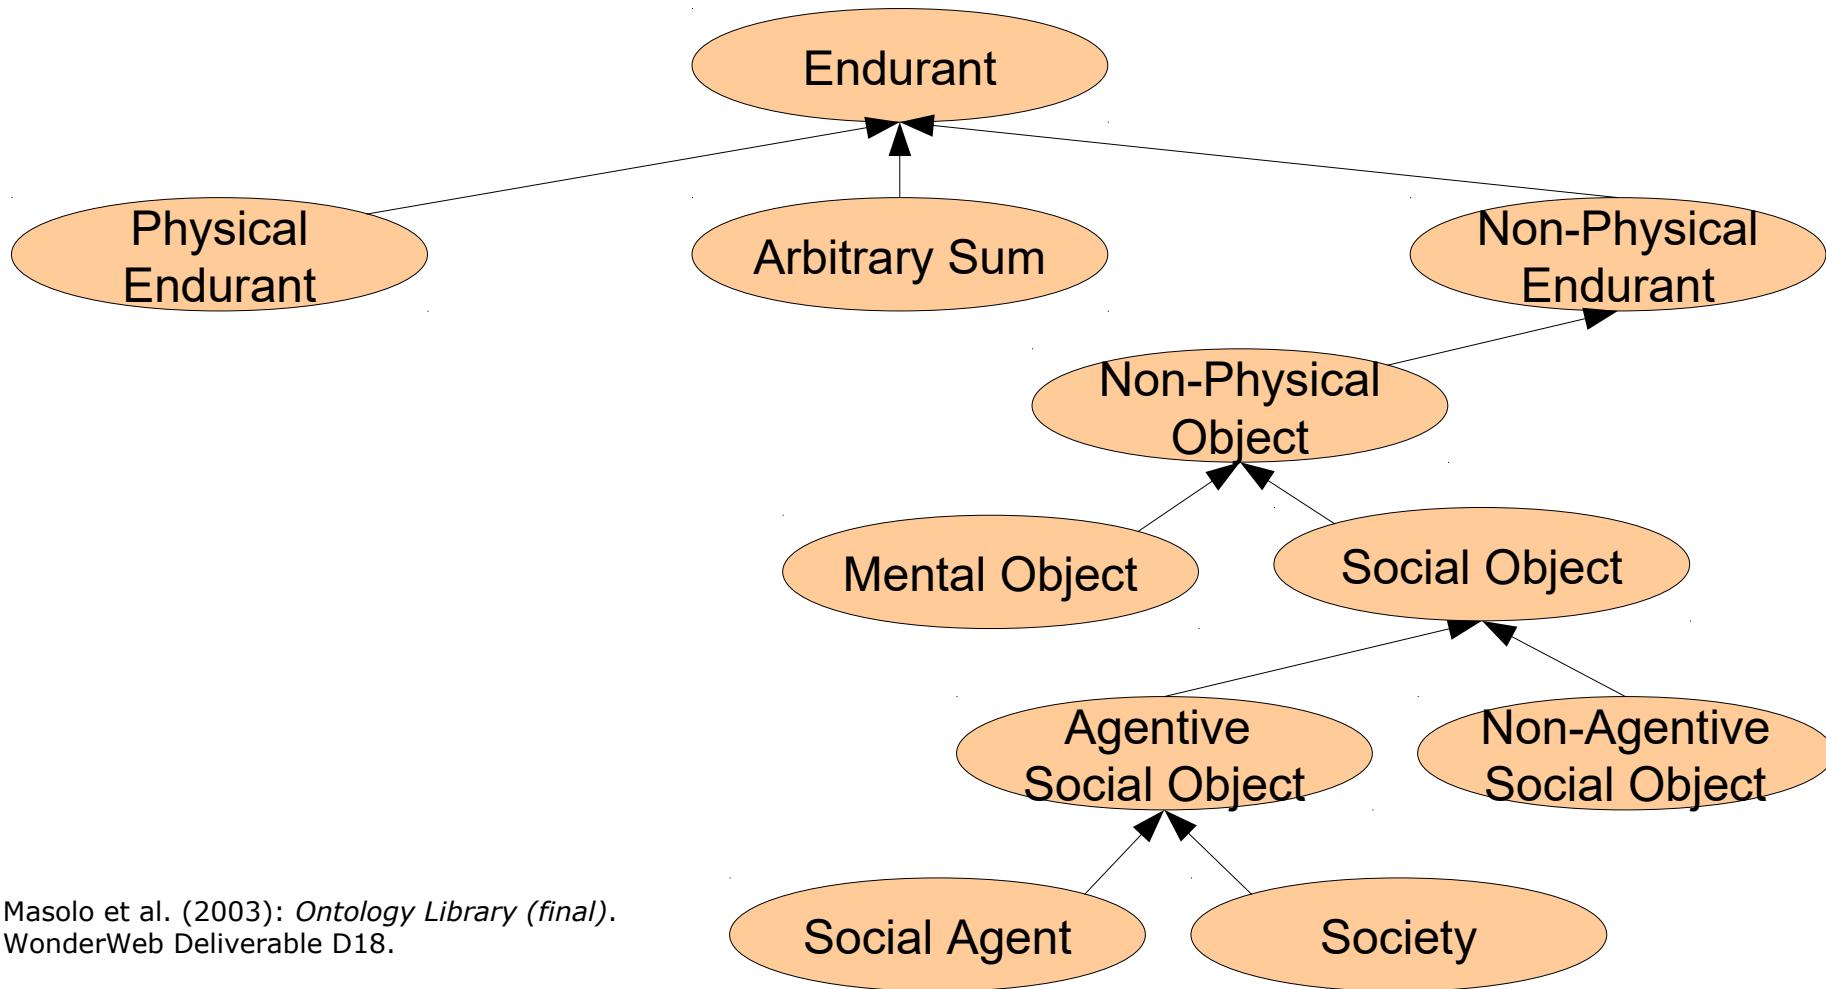 Endurant
Physical
Endurant
Arbitrary Sum
Non-Physical
Endurant
Non-Physical
Object
Mental Object
Social Object
Agentive
Social Object
Non-Agentive
Social Object
Social Agent
Society
Masolo et al. (2003): Ontology Library (final).
WonderWeb Deliverable D18.